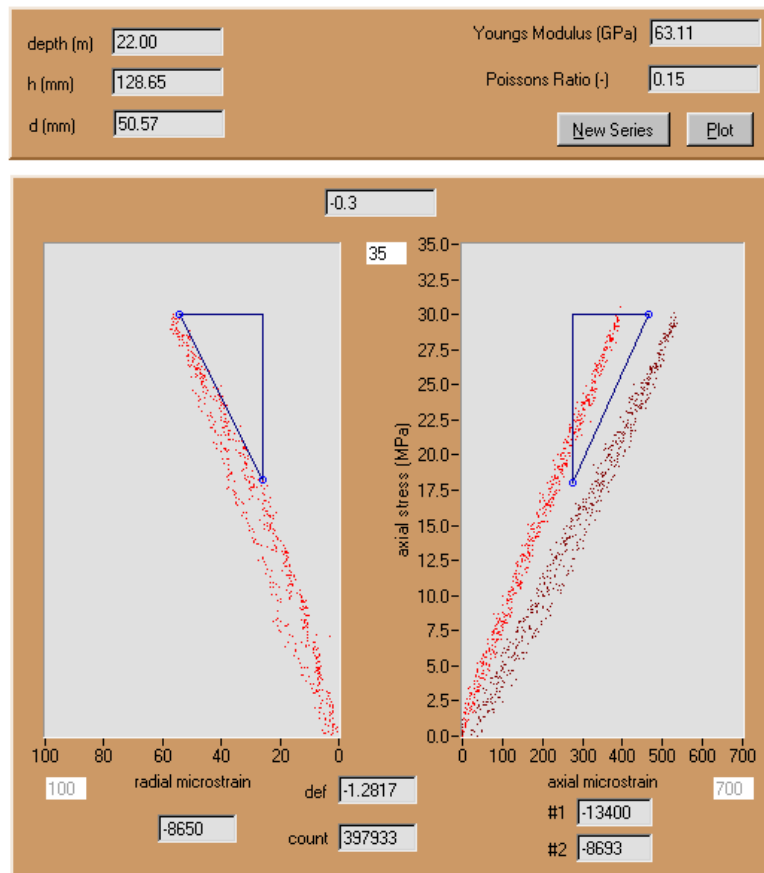 depth (m) 22.00 Youngs Modulus (GPa) 63.11
h (mm) 128.65 Poissons Ratio (-) 0.15
d (mm) 50.57 New Series Plot
-0.3
35
35.0
32.5
30.0
27.5
25.0
22.5
20.0
17.5
15.0
12.5
10.0
7.5
5.0
2.5
0.0
axial stress (MPa)
100 80 60 40 20 0
0 100 200 300 400 500 600 700
100 radial microstrain axial microstrain 700
def -1.2817
#1 -13400
-8650
count 397933
#2 -8693